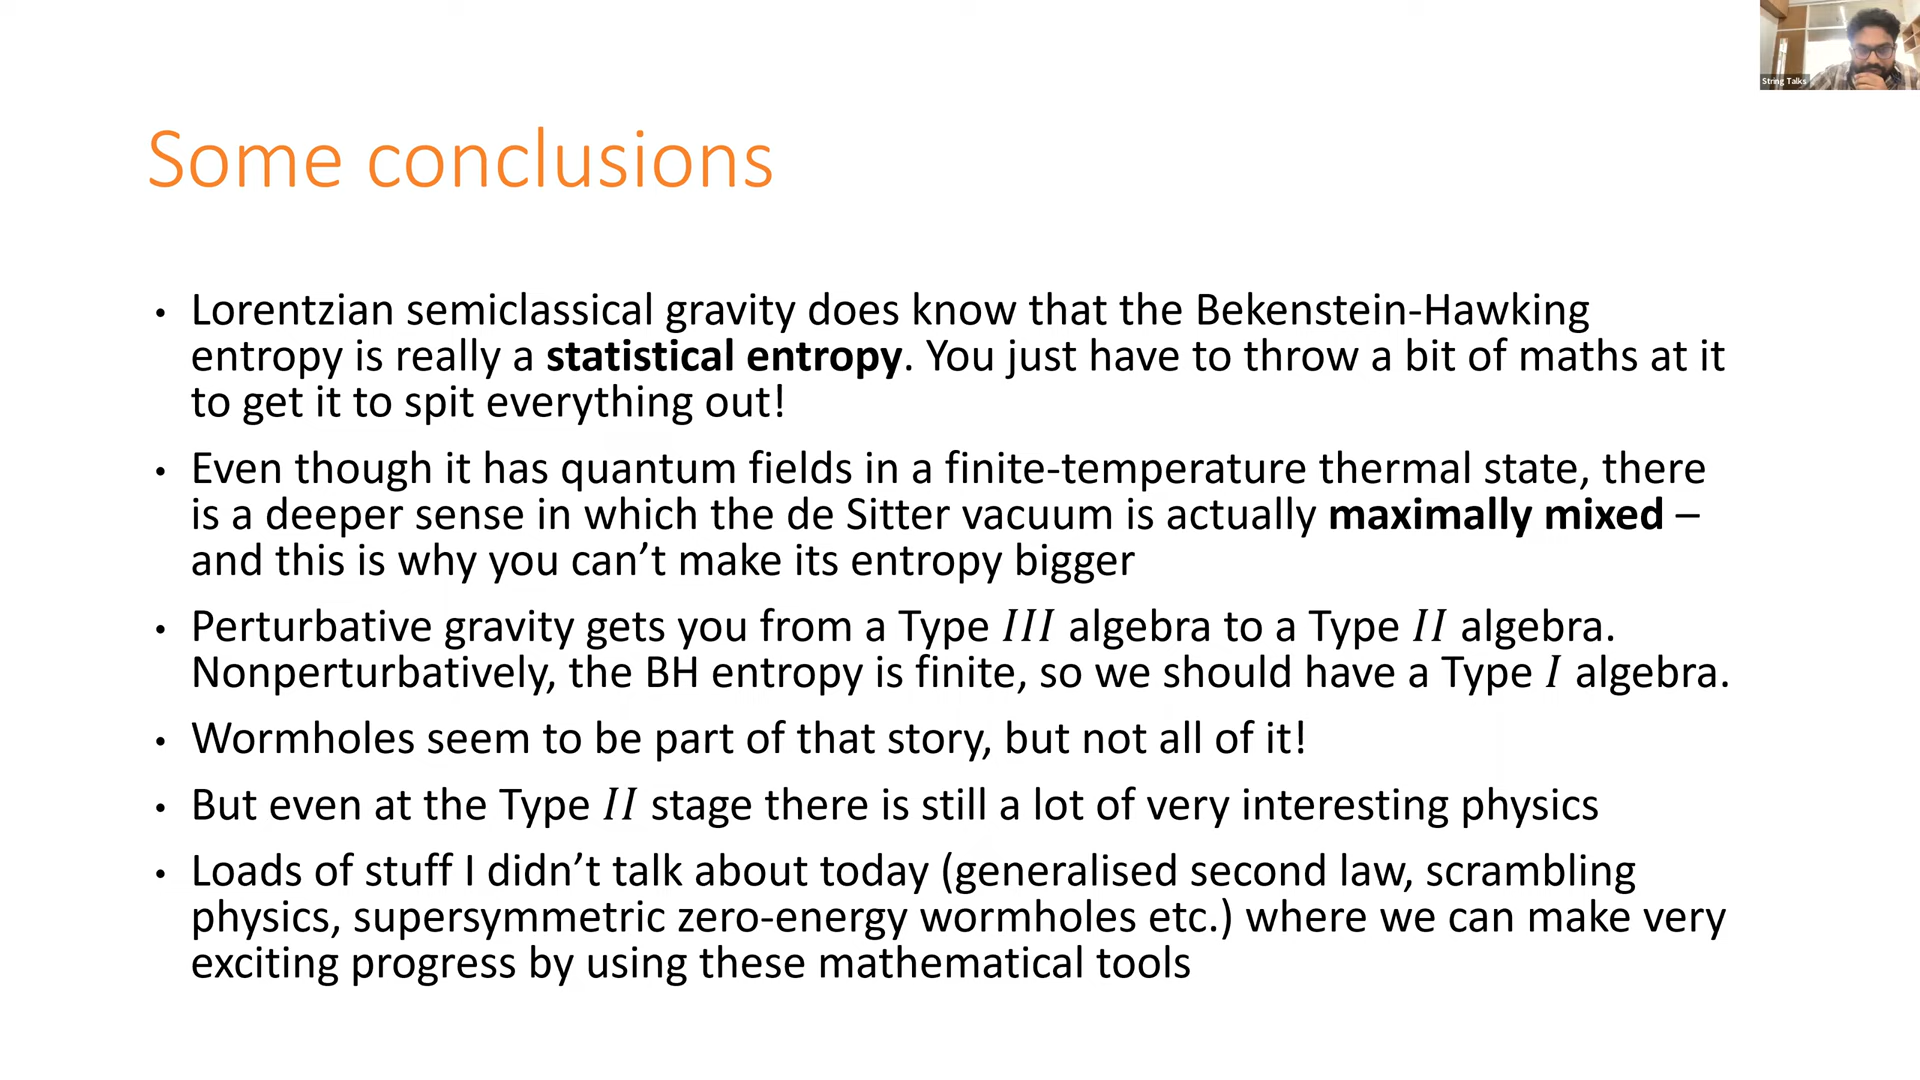 String Talks
Some conclusions
• Lorentzian semiclassical gravity does know that the Bekenstein-Hawking
entropy is really a statistical entropy. You just have to throw a bit of maths at it
to get it to spit everything out!
• Even though it has quantum fields in a finite-temperature thermal state, there
is a deeper sense in which the de Sitter vacuum is actually maximally mixed –
and this is why you can’t make its entropy bigger
• Perturbative gravity gets you from a Type III algebra to a Type II algebra.
Nonperturbatively, the BH entropy is finite, so we should have a Type I algebra.
• Wormholes seem to be part of that story, but not all of it!
• But even at the Type II stage there is still a lot of very interesting physics
• Loads of stuff I didn’t talk about today (generalised second law, scrambling
physics, supersymmetric zero-energy wormholes etc.) where we can make very
exciting progress by using these mathematical tools